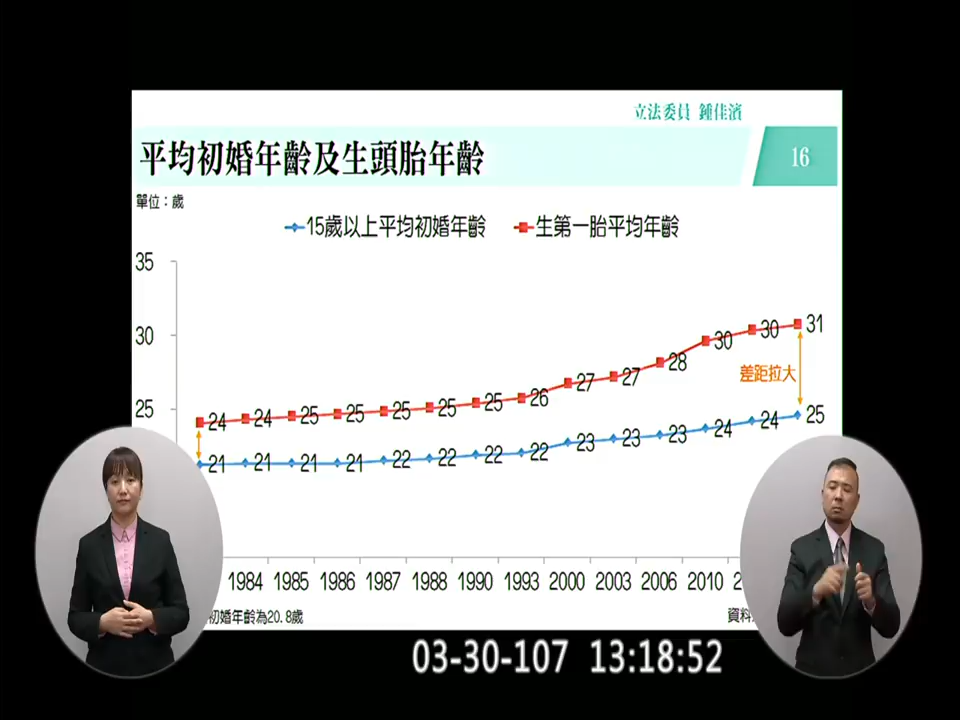 立法委員 鍾佳濱
平均初婚年齡及生頭胎年齡
16
單位：歲
15歲以上平均初婚年齡 生第一胎平均年齡
35
30
25
24 24 25 25 25 25 25 26 27 27 28 30 30 31
差距拉大
21 21 21 21 22 22 22 22 23 23 23 24 24 25
1984 1985 1986 1987 1988 1990 1993 2000 2003 2006 2010
初婚年齡為20.8歲
資料
03-30-107 13:18:52